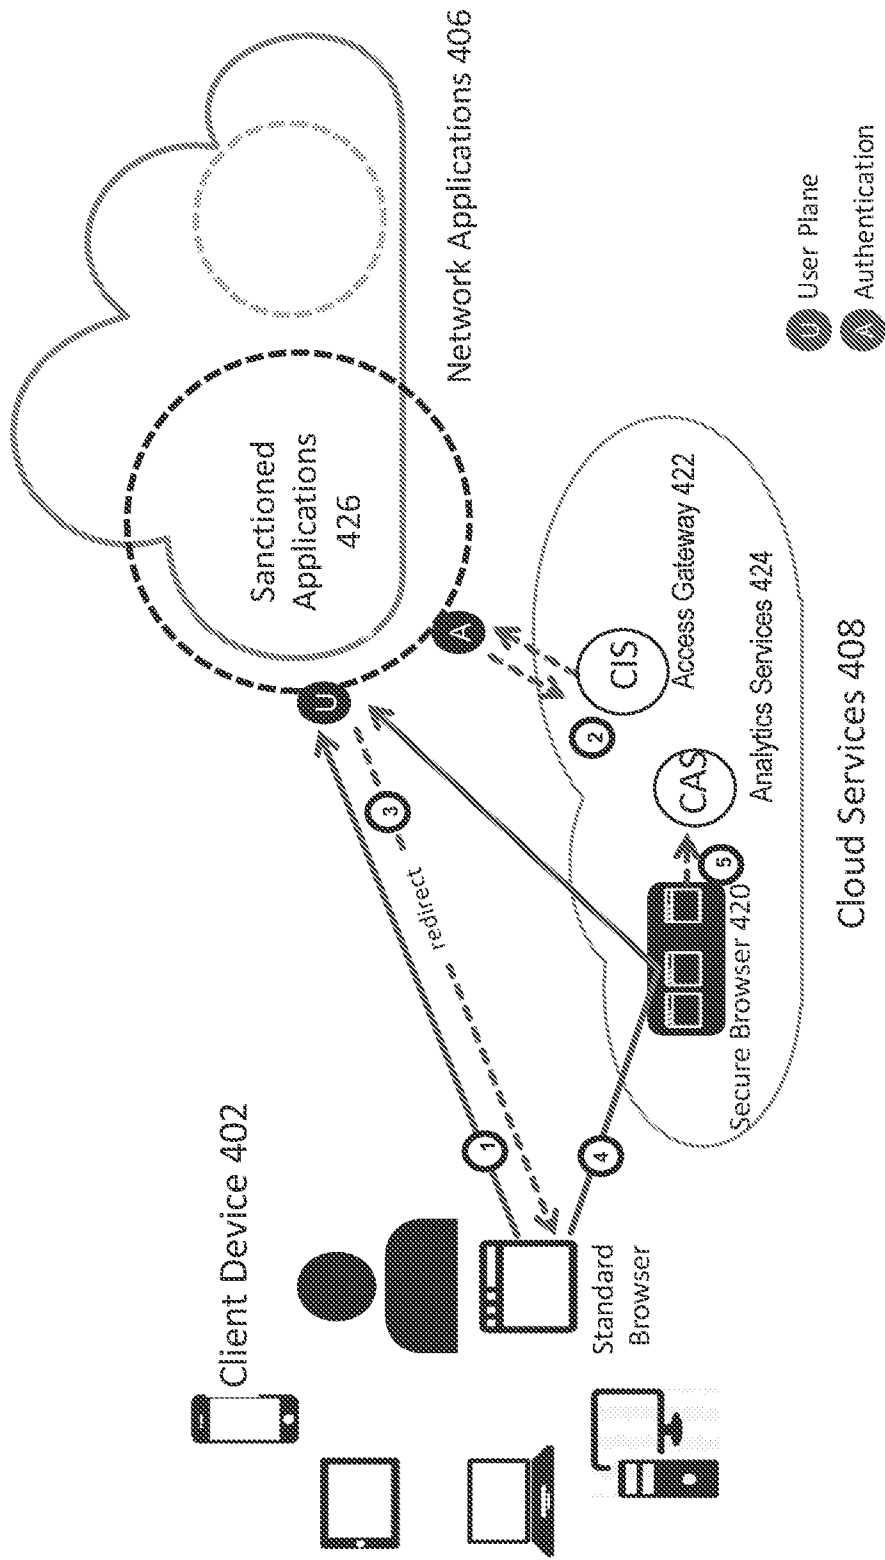 Client Device 402
Standard
Browser
1
redirect
3
4
U
A
Sanctioned
Applications
426
Network Applications 406
2
CIS
Access Gateway 422
CAS
Analytics Services 424
5
Secure Browser 420
Cloud Services 408
U User Plane
A Authentication